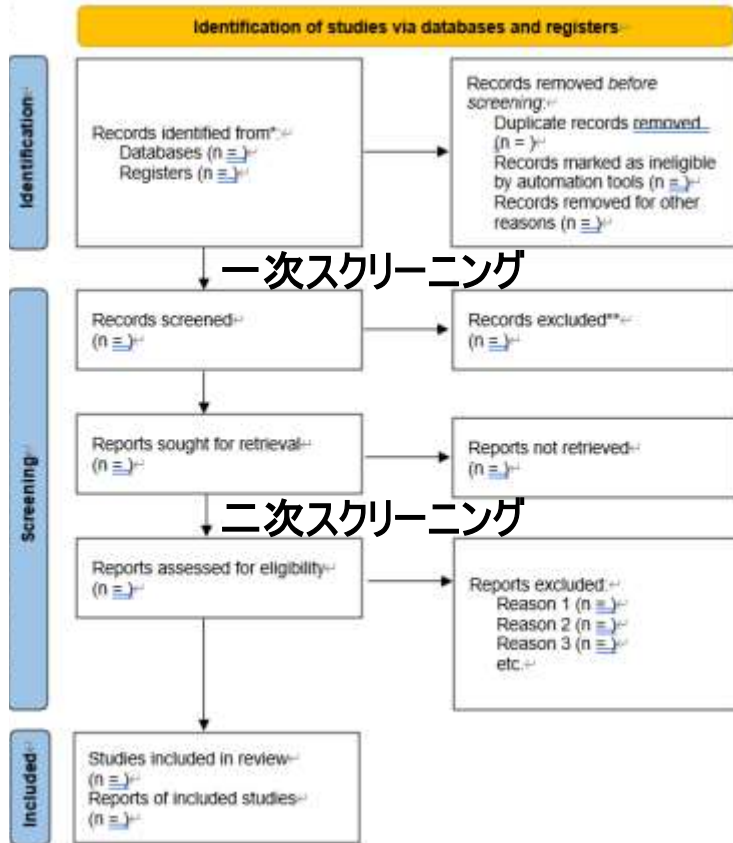 Identification of studies via databases and registers↵
Identification
Records identified from*:↵
Databases (n = )↵
Registers (n = )↵
Records removed before
screening:↵
Duplicate records removed
(n = )↵
Records marked as ineligible
by automation tools (n = )↵
Records removed for other
reasons (n = )↵
一次スクリーニング
Screening
Records screened↵
(n = )↵
Records excluded**↵
(n = )↵
Reports sought for retrieval↵
(n = )↵
Reports not retrieved↵
(n = )↵
二次スクリーニング
Reports assessed for eligibility↵
(n = )↵
Reports excluded:↵
Reason 1 (n = )↵
Reason 2 (n = )↵
Reason 3 (n = )↵
etc.↵
Included
Studies included in review↵
(n = )↵
Reports of included studies↵
(n = )↵